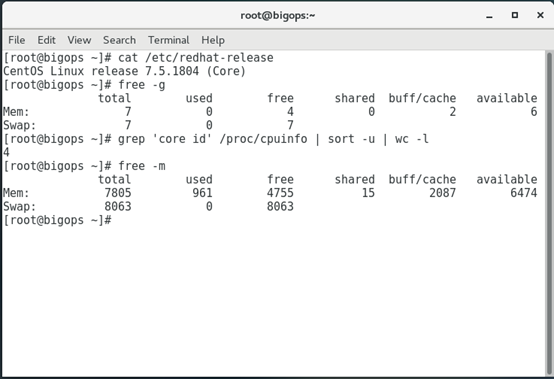 root@bigops:~
File Edit View Search Terminal Help
[root@bigops ~]# cat /etc/redhat-release
CentOS Linux release 7.5.1804 (Core)
[root@bigops ~]# free -g
              total        used        free      shared  buff/cache   available
Mem:              7           0           4           0           2           6
Swap:             7           0           7
[root@bigops ~]# grep 'core id' /proc/cpuinfo | sort -u | wc -l
4
[root@bigops ~]# free -m
              total        used        free      shared  buff/cache   available
Mem:           7805         961        4755          15        2087        6474
Swap:          8063           0        8063
[root@bigops ~]#